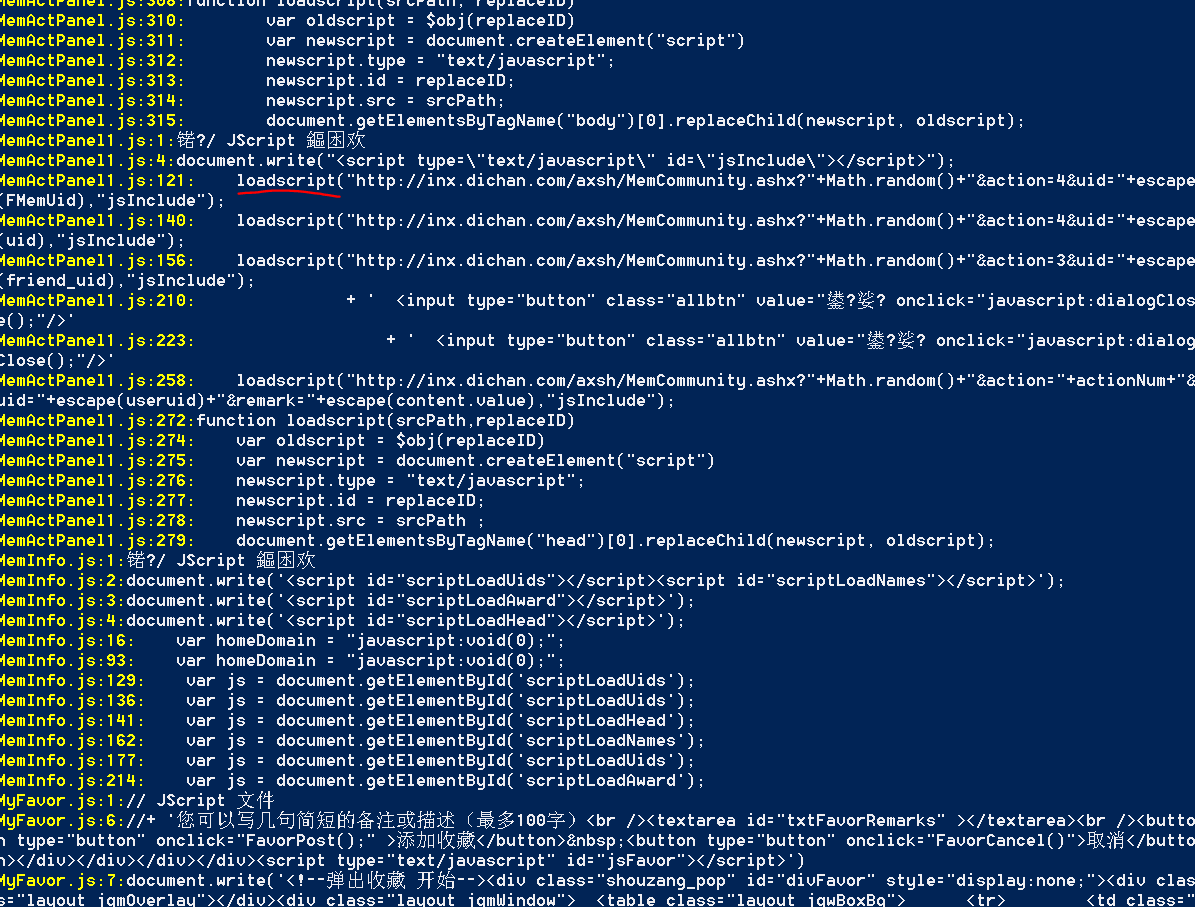 MemActPanel.js:308:function loadscript(srcPath, replaceID)
MemActPanel.js:310:        var oldscript = $obj(replaceID)
MemActPanel.js:311:        var newscript = document.createElement("script")
MemActPanel.js:312:        newscript.type = "text/javascript";
MemActPanel.js:313:        newscript.id = replaceID;
MemActPanel.js:314:        newscript.src = srcPath;
MemActPanel.js:315:        document.getElementsByTagName("body")[0].replaceChild(newscript, oldscript);
MemActPanel1.js:1:锘?/ JScript 鏂囦欢
MemActPanel1.js:4:document.write("<script type=\"text/javascript\" id=\"jsInclude\"></script>");
MemActPanel1.js:121:    loadscript("http://inx.dichan.com/axsh/MemCommunity.ashx?"+Math.random()+"&action=4&uid="+escape
(FMemUid),"jsInclude");
MemActPanel1.js:140:    loadscript("http://inx.dichan.com/axsh/MemCommunity.ashx?"+Math.random()+"&action=4&uid="+escape
(uid),"jsInclude");
MemActPanel1.js:156:    loadscript("http://inx.dichan.com/axsh/MemCommunity.ashx?"+Math.random()+"&action=3&uid="+escape
(friend_uid),"jsInclude");
MemActPanel1.js:210:               + '  <input type="button" class="allbtn" value="鍙?娑? onclick="javascript:dialogClos
e();"/>'
MemActPanel1.js:223:                   + '  <input type="button" class="allbtn" value="鍙?娑? onclick="javascript:dialog
Close();"/>'
MemActPanel1.js:258:    loadscript("http://inx.dichan.com/axsh/MemCommunity.ashx?"+Math.random()+"&action="+actionNum+"&
uid="+escape(useruid)+"&remark="+escape(content.value),"jsInclude");
MemActPanel1.js:272:function loadscript(srcPath,replaceID)
MemActPanel1.js:274:    var oldscript = $obj(replaceID)
MemActPanel1.js:275:    var newscript = document.createElement("script")
MemActPanel1.js:276:    newscript.type = "text/javascript";
MemActPanel1.js:277:    newscript.id = replaceID;
MemActPanel1.js:278:    newscript.src = srcPath ;
MemActPanel1.js:279:    document.getElementsByTagName("head")[0].replaceChild(newscript, oldscript);
MemInfo.js:1:锘?/ JScript 鏂囦欢
MemInfo.js:2:document.write('<script id="scriptLoadUids"></script><script id="scriptLoadNames"></script>');
MemInfo.js:3:document.write('<script id="scriptLoadAward"></script>');
MemInfo.js:4:document.write('<script id="scriptLoadHead"></script>');
MemInfo.js:16:    var homeDomain = "javascript:void(0);";
MemInfo.js:93:    var homeDomain = "javascript:void(0);";
MemInfo.js:129:    var js = document.getElementById('scriptLoadUids');
MemInfo.js:136:    var js = document.getElementById('scriptLoadUids');
MemInfo.js:141:    var js = document.getElementById('scriptLoadHead');
MemInfo.js:162:    var js = document.getElementById('scriptLoadNames');
MemInfo.js:177:    var js = document.getElementById('scriptLoadUids');
MemInfo.js:214:    var js = document.getElementById('scriptLoadAward');
MyFavor.js:1:// JScript 文件
MyFavor.js:6://+ '您可以写几句简短的备注或描述（最多100字）<br /><textarea id="txtFavorRemarks" ></textarea><br /><butto
n type="button" onclick="FavorPost();" >添加收藏</button>&nbsp;<button type="button" onclick="FavorCancel()">取消</butto
n></div></div></div></div><script type="text/javascript" id="jsFavor"></script>')
MyFavor.js:7:document.write('<!--弹出收藏 开始--><div class="shouzang_pop" id="divFavor" style="display:none;"><div clas
s="layout_jqmOverlay"></div><div class="layout_jqmWindow">  <table class="layout_jqwBoxBg">      <tr>        <td class="